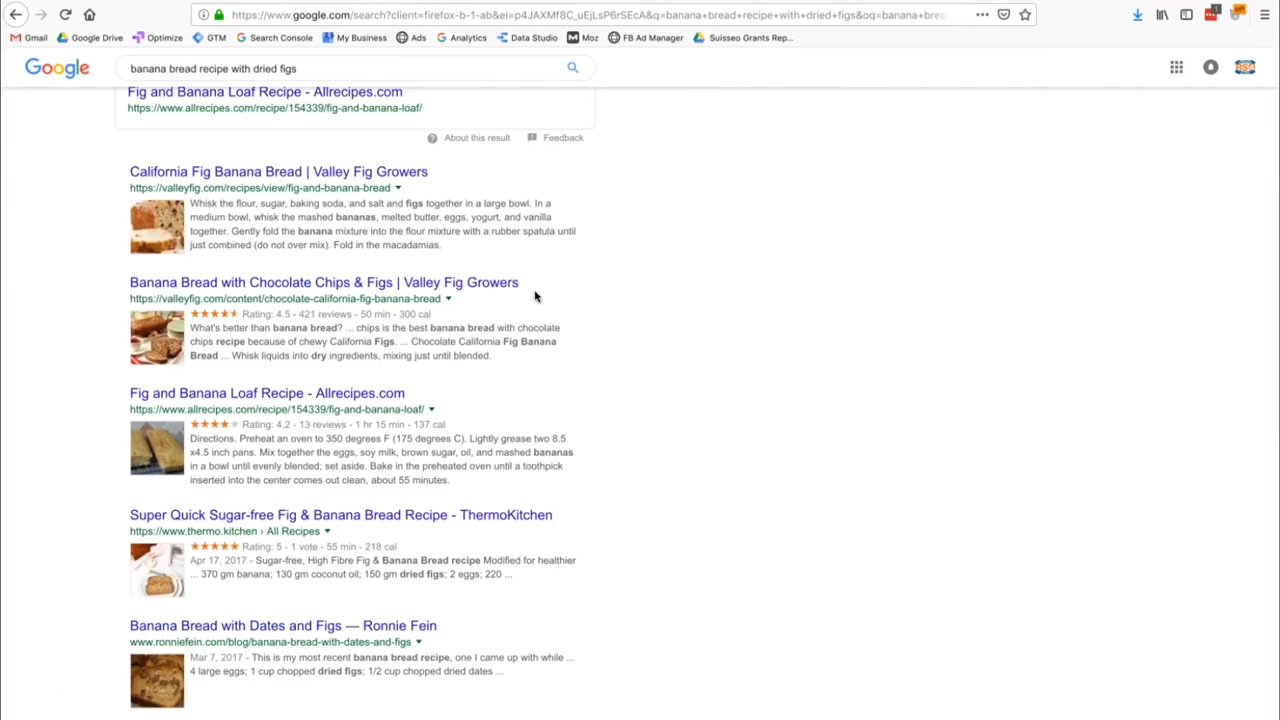 https://www.google.com/search?client=firefox-b-1-ab&ei=p4JAXMf8C_uEjLsP6rSEcA&q=banana+bread+recipe+with+dried+figs&oq=banana+brea
Gmail Google Drive Optimize GTM Search Console My Business Ads Analytics Data Studio Moz FB Ad Manager Suisseo Grants Rep...
Google banana bread recipe with dried figs
Fig and Banana Loaf Recipe - Allrecipes.com
https://www.allrecipes.com/recipe/154339/fig-and-banana-loaf/
About this result Feedback
California Fig Banana Bread | Valley Fig Growers
https://valleyfig.com/recipes/view/fig-and-banana-bread
Whisk the flour, sugar, baking soda, and salt and figs together in a large bowl. In a
medium bowl, whisk the mashed bananas, melted butter, eggs, yogurt, and vanilla
together. Gently fold the banana mixture into the flour mixture with a rubber spatula until
just combined (do not over mix). Fold in the macadamias.
Banana Bread with Chocolate Chips & Figs | Valley Fig Growers
https://valleyfig.com/content/chocolate-california-fig-banana-bread
Rating: 4.5 - 421 reviews - 50 min - 300 cal
What's better than banana bread? ... chips is the best banana bread with chocolate
chips recipe because of chewy California Figs. ... Chocolate California Fig Banana
Bread ... Whisk liquids into dry ingredients, mixing just until blended.
Fig and Banana Loaf Recipe - Allrecipes.com
https://www.allrecipes.com/recipe/154339/fig-and-banana-loaf/
Rating: 4.2 - 13 reviews - 1 hr 15 min - 137 cal
Directions. Preheat an oven to 350 degrees F (175 degrees C). Lightly grease two 8.5
x4.5 inch pans. Mix together the eggs, soy milk, brown sugar, oil, and mashed bananas
in a bowl until evenly blended; set aside. Bake in the preheated oven until a toothpick
inserted into the center comes out clean, about 55 minutes.
Super Quick Sugar-free Fig & Banana Bread Recipe - ThermoKitchen
https://www.thermo.kitchen › All Recipes
Rating: 5 - 1 vote - 55 min - 218 cal
Apr 17, 2017 - Sugar-free, High Fibre Fig & Banana Bread recipe Modified for healthier
... 370 gm banana; 130 gm coconut oil; 150 gm dried figs; 2 eggs; 220 ...
Banana Bread with Dates and Figs — Ronnie Fein
www.ronniefein.com/blog/banana-bread-with-dates-and-figs
Mar 7, 2017 - This is my most recent banana bread recipe, one I came up with while ...
4 large eggs; 1 cup chopped dried figs; 1/2 cup chopped dried dates ...